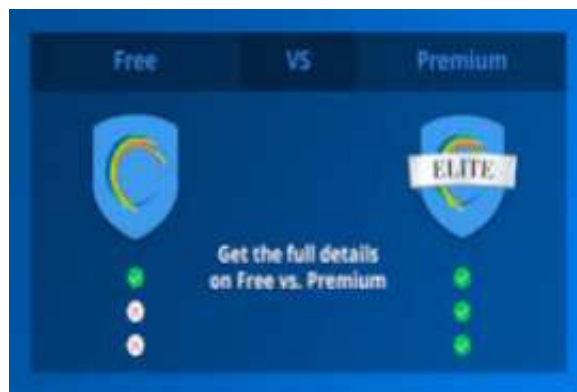 Free VS Premium
ELITE
Get the full details
on Free vs. Premium